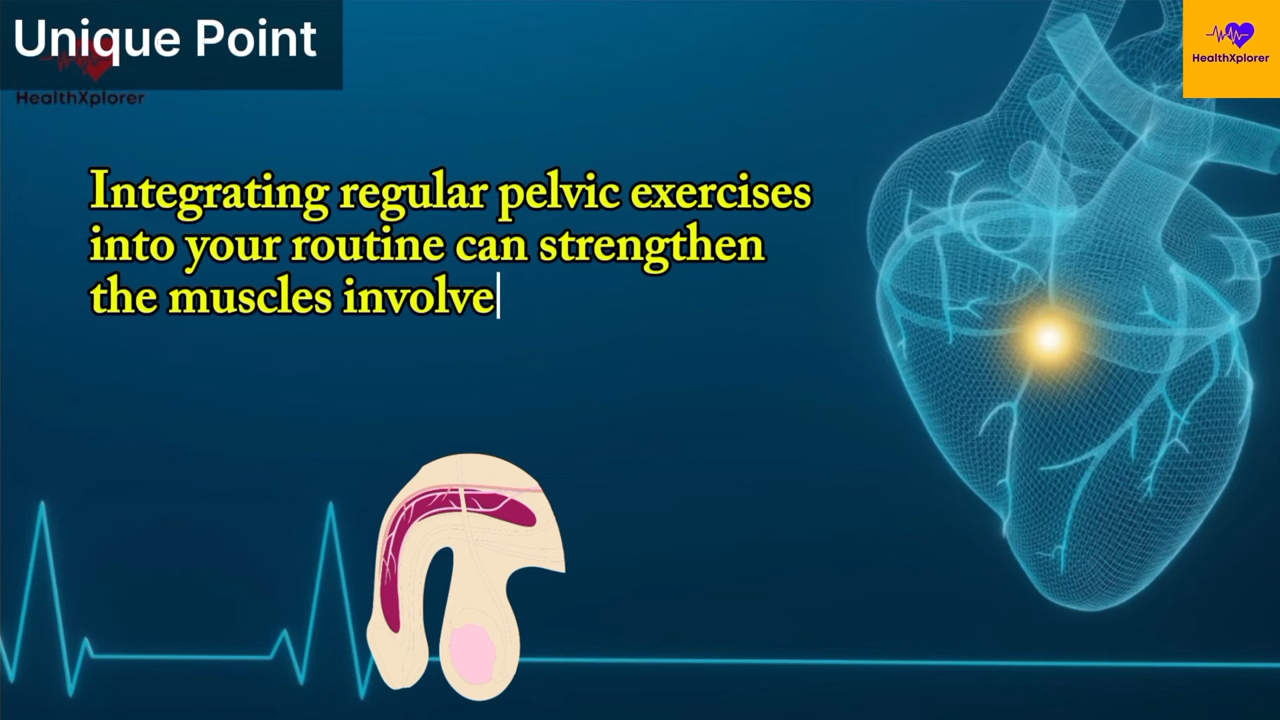 Unique Point
HealthXplorer
HealthXplorer
Integrating regular pelvic exercises
into your routine can strengthen
the muscles involve